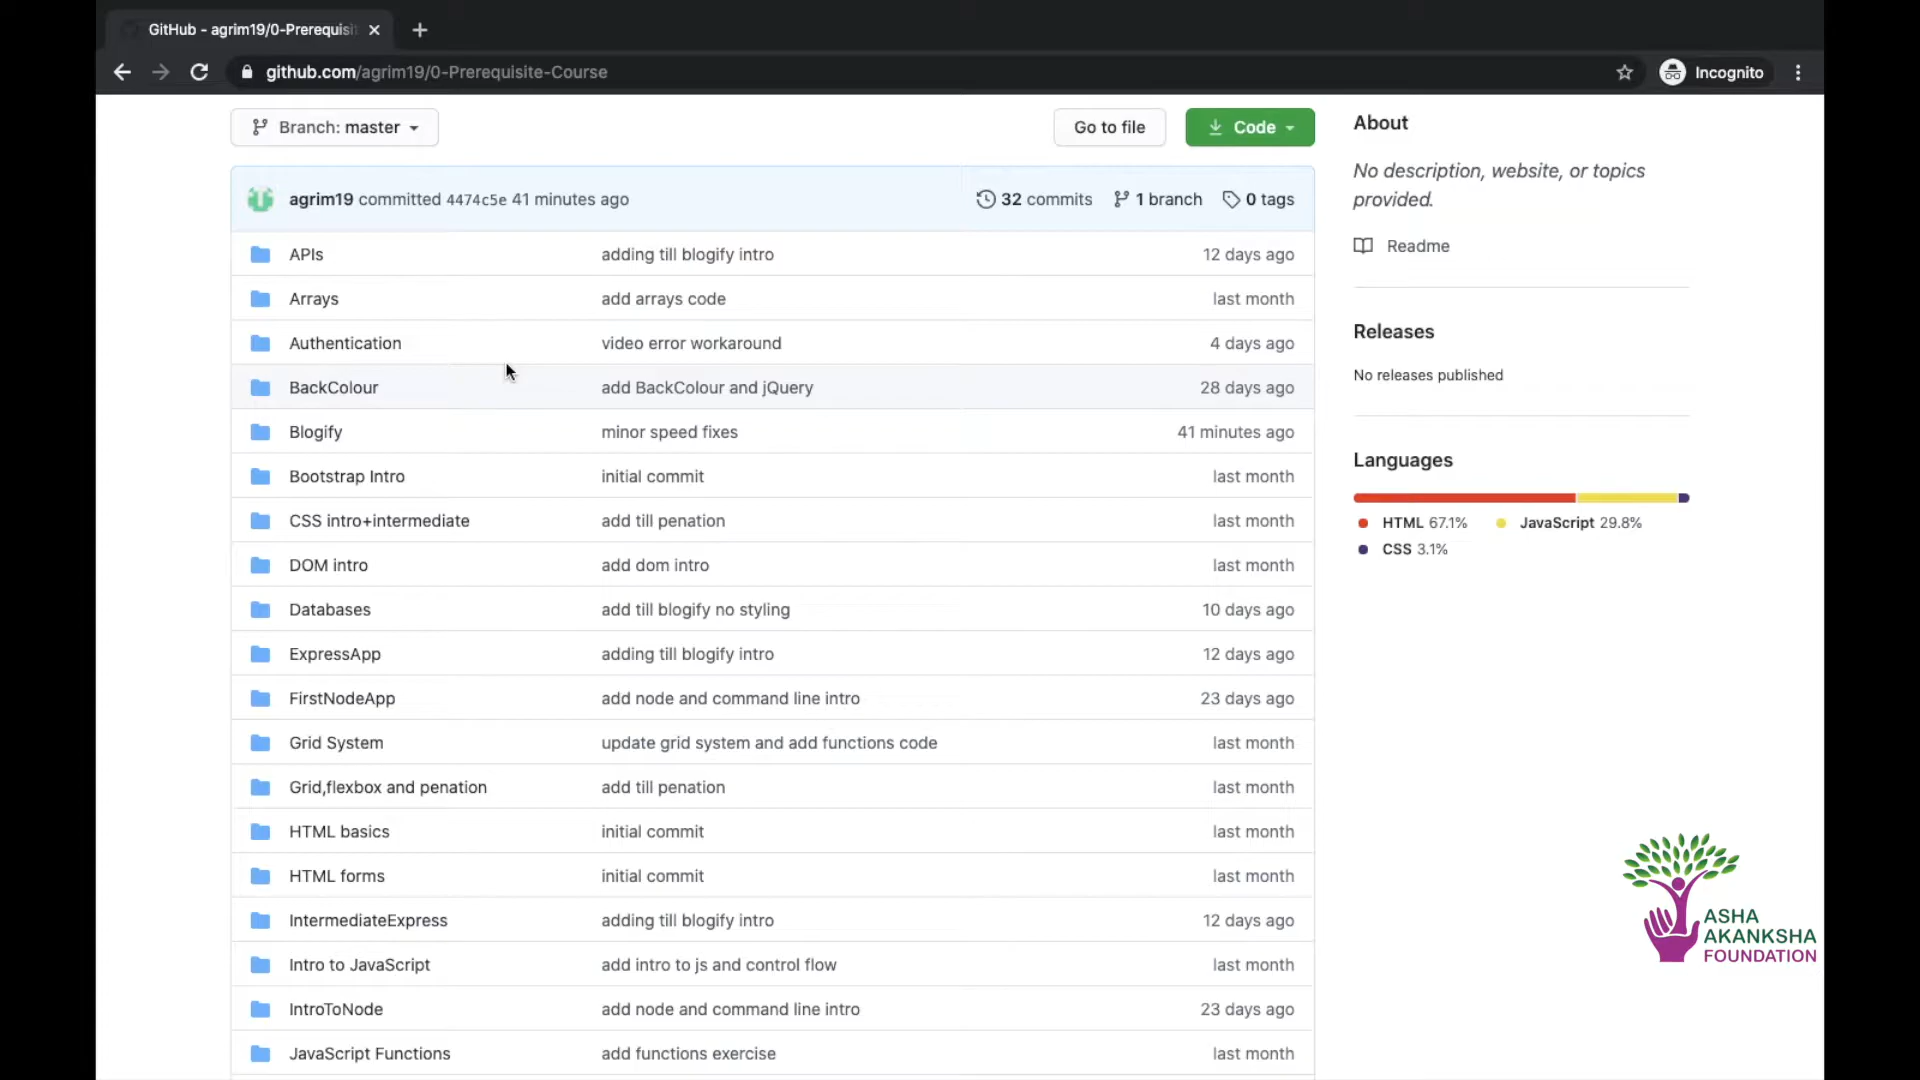 GitHub - agrim19/0-Prerequisi
github.com/agrim19/0-Prerequisite-Course
Incognito
Branch: master
Go to file
Code
agrim19 committed 4474c5e 41 minutes ago
32 commits
1 branch
0 tags
APIs adding till blogify intro 12 days ago
Arrays add arrays code last month
Authentication video error workaround 4 days ago
BackColour add BackColour and jQuery 28 days ago
Blogify minor speed fixes 41 minutes ago
Bootstrap Intro initial commit last month
CSS intro+intermediate add till penation last month
DOM intro add dom intro last month
Databases add till blogify no styling 10 days ago
ExpressApp adding till blogify intro 12 days ago
FirstNodeApp add node and command line intro 23 days ago
Grid System update grid system and add functions code last month
Grid,flexbox and penation add till penation last month
HTML basics initial commit last month
HTML forms initial commit last month
IntermediateExpress adding till blogify intro 12 days ago
Intro to JavaScript add intro to js and control flow last month
IntroToNode add node and command line intro 23 days ago
JavaScript Functions add functions exercise last month
About
No description, website, or topics
provided.
Readme
Releases
No releases published
Languages
HTML 67.1% JavaScript 29.8%
CSS 3.1%
ASHA
AKANKSHA
FOUNDATION